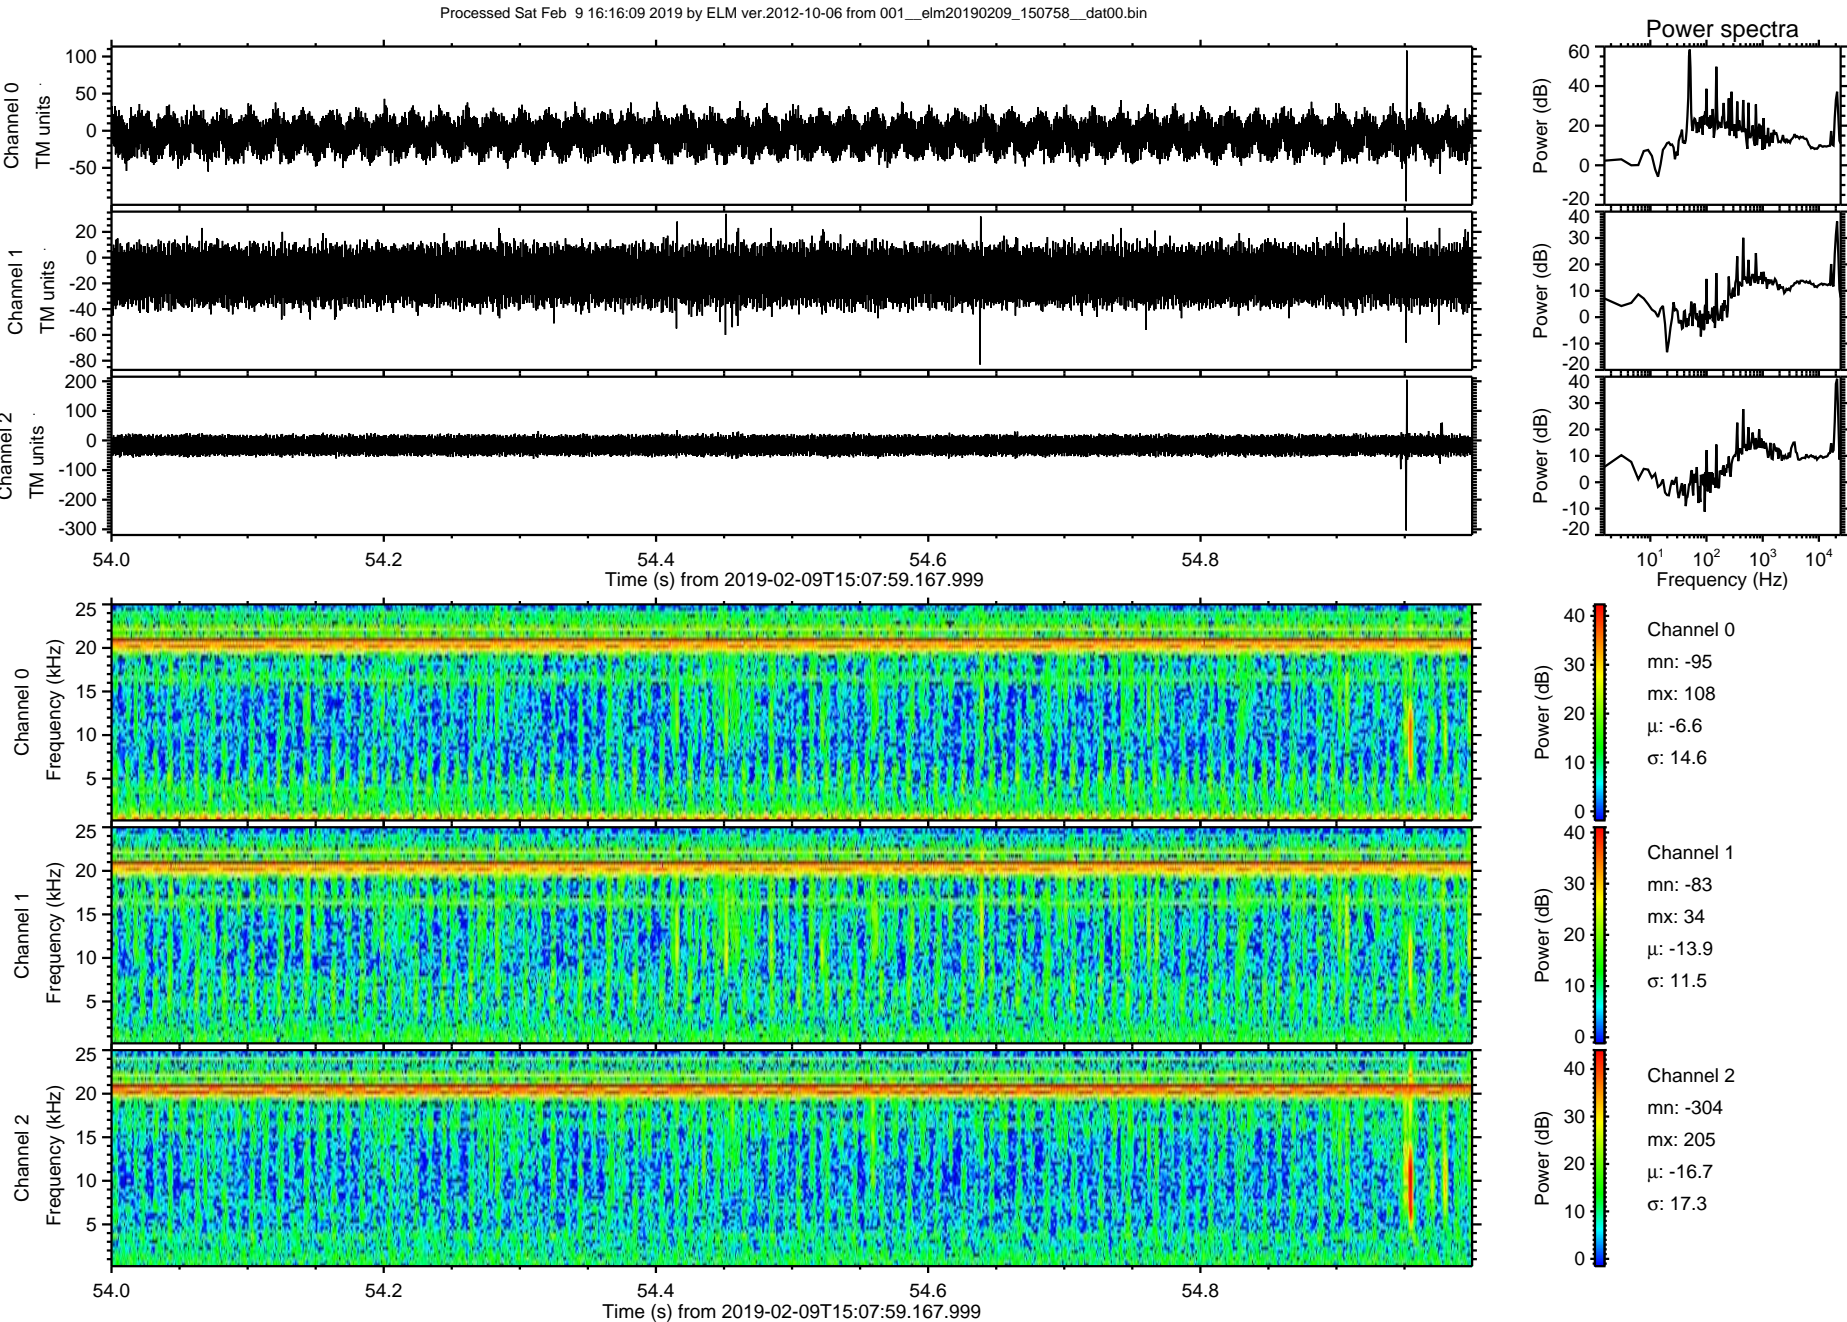 Processed Sat Feb  9 16:16:09 2019 by ELM ver.2012-10-06 from 001__elm20190209_150758__dat00.bin
Power spectra
Channel 0
TM units
100
50
0
-50
Power (dB)
60
40
20
0
-20
Channel 1
TM units
20
0
-20
-40
-60
-80
Power (dB)
40
30
20
10
0
-10
-20
Channel 2
TM units
200
100
0
-100
-200
-300
Power (dB)
40
30
20
10
0
-10
-20
54.0 54.2 54.4 54.6 54.8
Time (s) from 2019-02-09T15:07:59.167.999
10¹ 10² 10³ 10⁴
Frequency (Hz)
Channel 0
Frequency (kHz)
25
20
15
10
5
Power (dB)
40
30
20
10
0
Channel 0
mn: -95
mx: 108
μ: -6.6
σ: 14.6
Channel 1
Frequency (kHz)
25
20
15
10
5
Power (dB)
40
30
20
10
0
Channel 1
mn: -83
mx: 34
μ: -13.9
σ: 11.5
Channel 2
Frequency (kHz)
25
20
15
10
5
Power (dB)
40
30
20
10
0
Channel 2
mn: -304
mx: 205
μ: -16.7
σ: 17.3
54.0 54.2 54.4 54.6 54.8
Time (s) from 2019-02-09T15:07:59.167.999